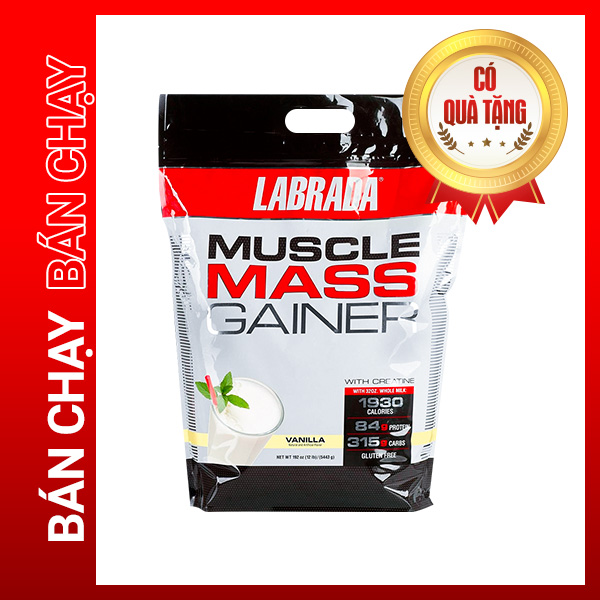 BÁN CHẠY BÁN CHẠY
CÓ
QUÀ TẶNG
LABRADA®
MUSCLE
MASS
GAINER
WITH CREATINE
WITH 32OZ. WHOLE MILK
1930
CALORIES
84g PROTEIN
315g CARBS
GLUTEN FREE
VANILLA
NET WT 192 oz (12 lb) (5443 g)